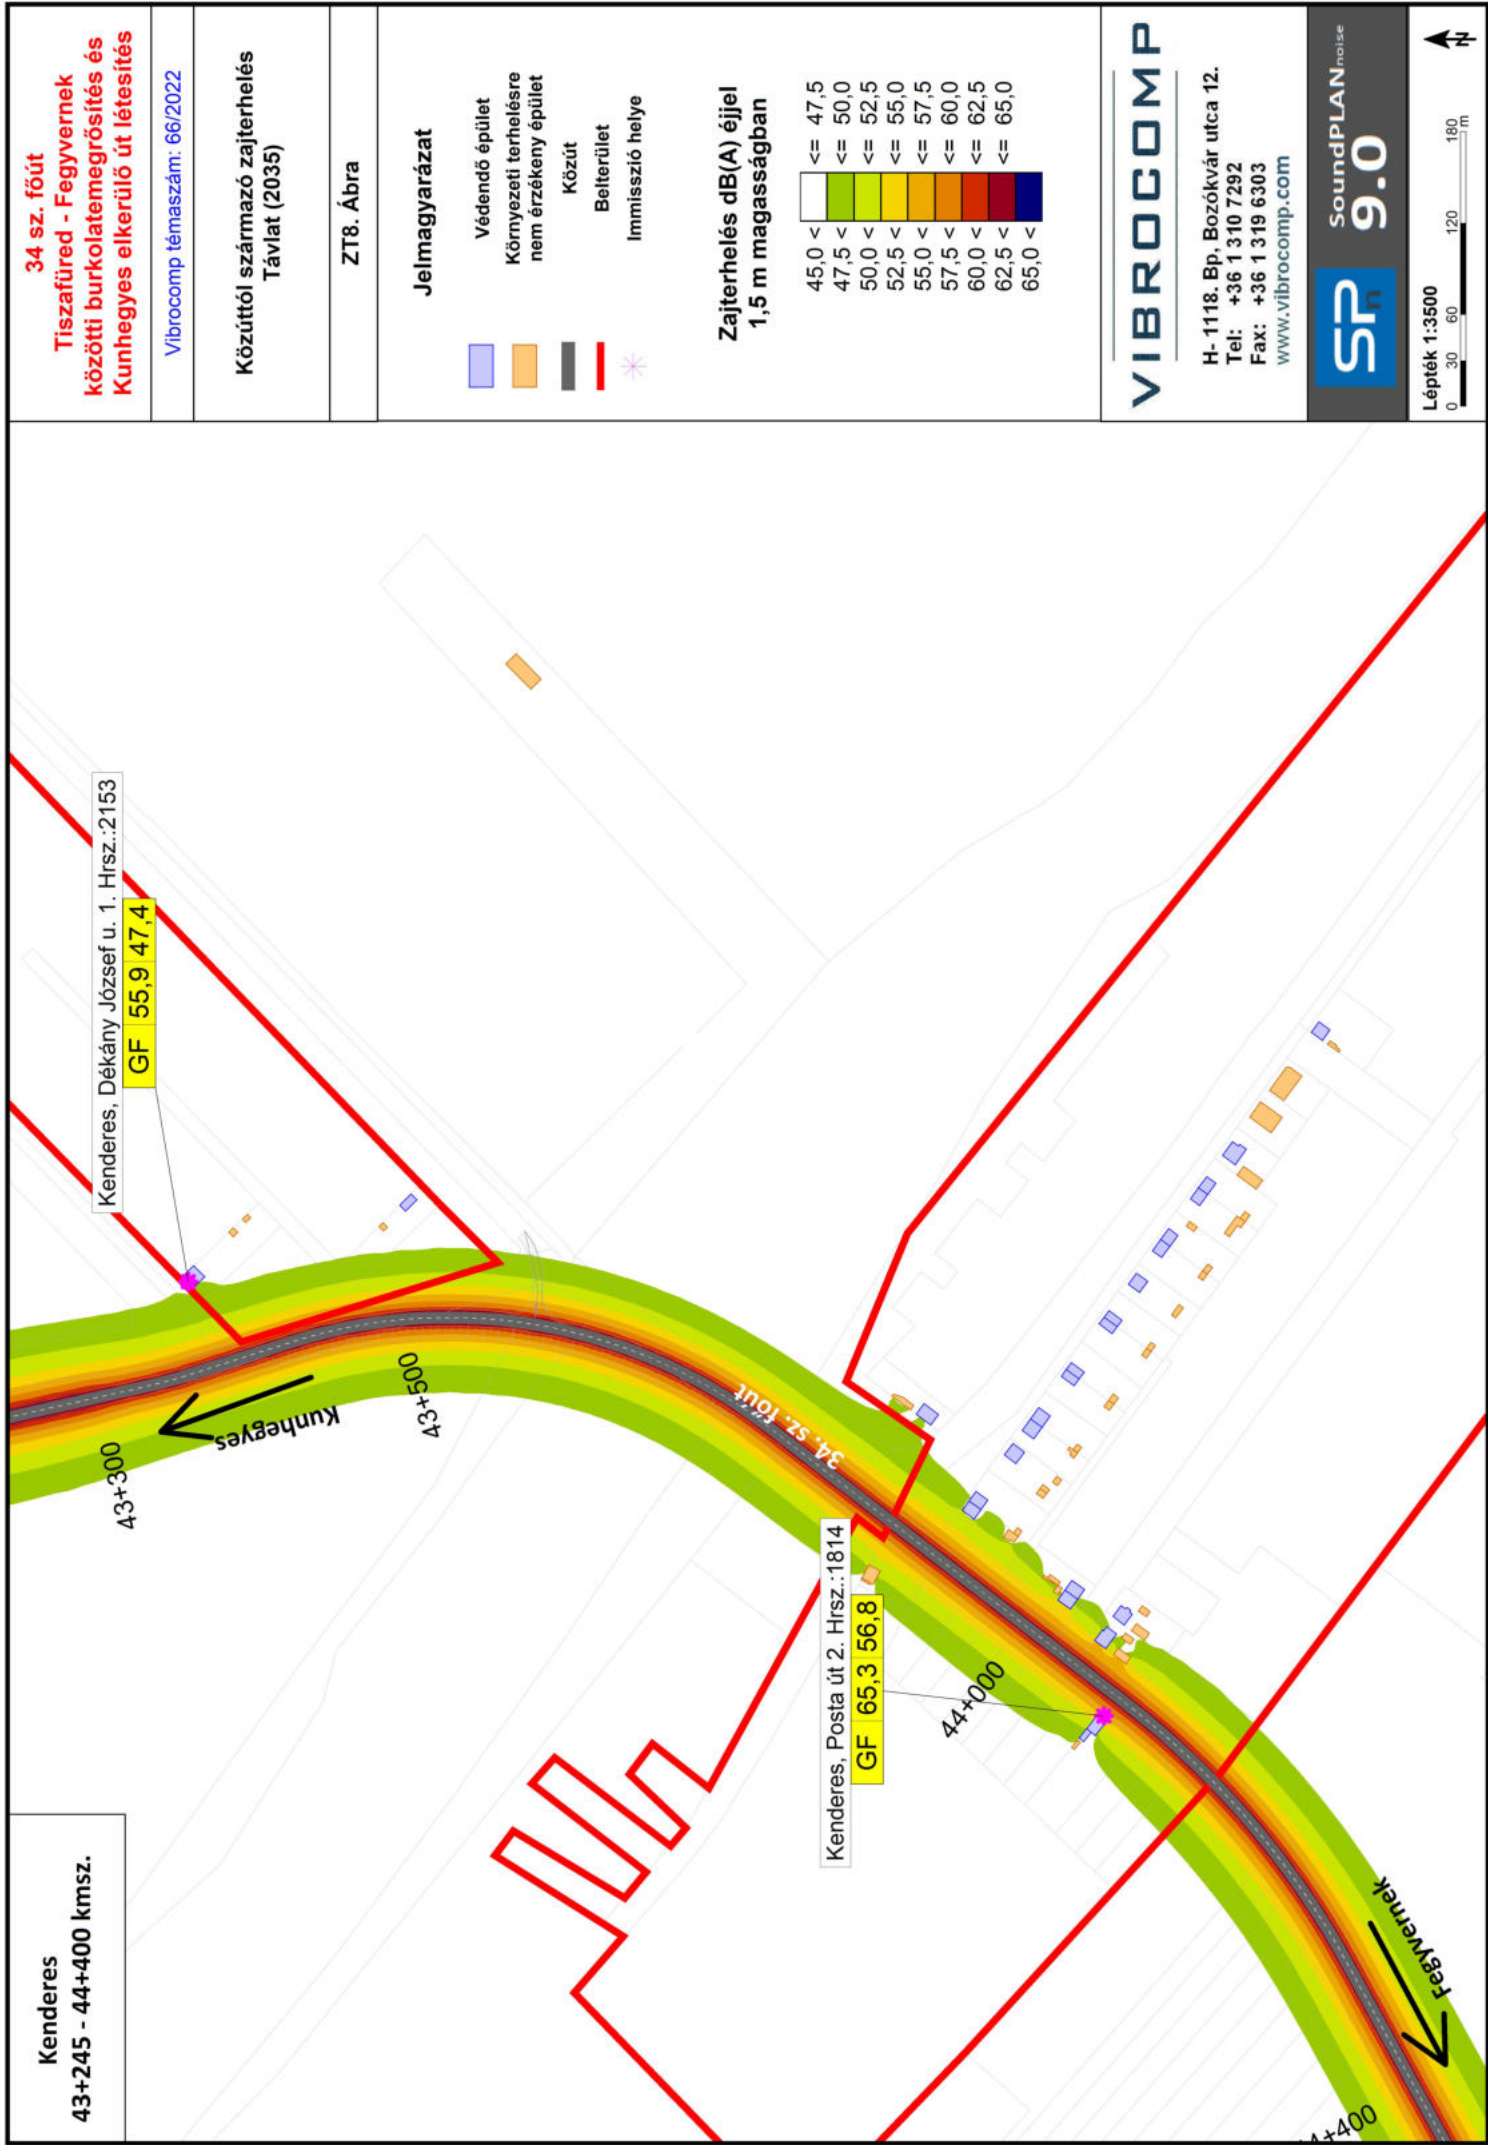 Kenderes
43+245 - 44+400 kmsz.
43+300
Kunhegyes
43+500
34. sz. főút
44+000
Fegyvernek
Kenderes, Dékány József u. 1. Hrsz.:2153
GF 55,9 47,4
Kenderes, Posta út 2. Hrsz.:1814
GF 65,3 56,8
34 sz. főút
Tiszafüred - Fegyvernek
közötti burkolatemegrősítés és
Kunhegyes elkerülő út létesítés
Vibrocomp témaszám: 66/2022
Közúttól származó zajterhelés
Távlat (2035)
ZT8. Ábra
Jelmagyarázat
Védendő épület
Környezeti terhelésre
nem érzékeny épület
Közút
Belterület
Immisszió helye
Zajterhelés dB(A) éjjel
1,5 m magasságban
45,0 < <= 47,5
47,5 < <= 50,0
50,0 < <= 52,5
52,5 < <= 55,0
55,0 < <= 57,5
57,5 < <= 60,0
60,0 < <= 62,5
62,5 < <= 65,0
65,0 <
VIBROCOMP
H- 1118. Bp, Bozókvár utca 12.
Tel: +36 1 310 7292
Fax: +36 1 319 6303
www.vibrocomp.com
SPn
SoundPLANnoise
9.0
Lépték 1:3500
0 30 60 120 180
m
N